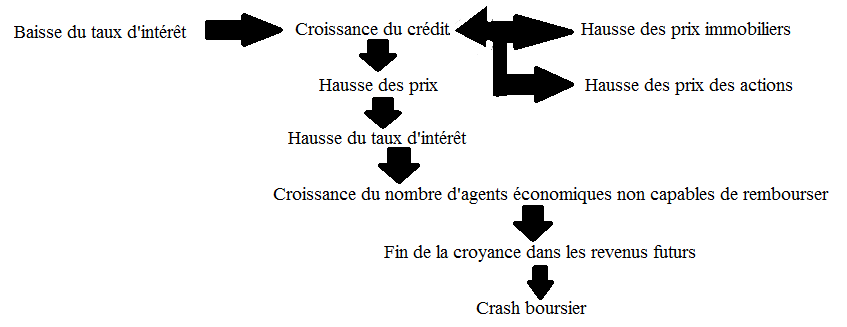 Baisse du taux d'intérêt
Croissance du crédit
Hausse des prix immobiliers
Hausse des prix
Hausse des prix des actions
Hausse du taux d'intérêt
Croissance du nombre d'agents économiques non capables de rembourser
Fin de la croyance dans les revenus futurs
Crash boursier